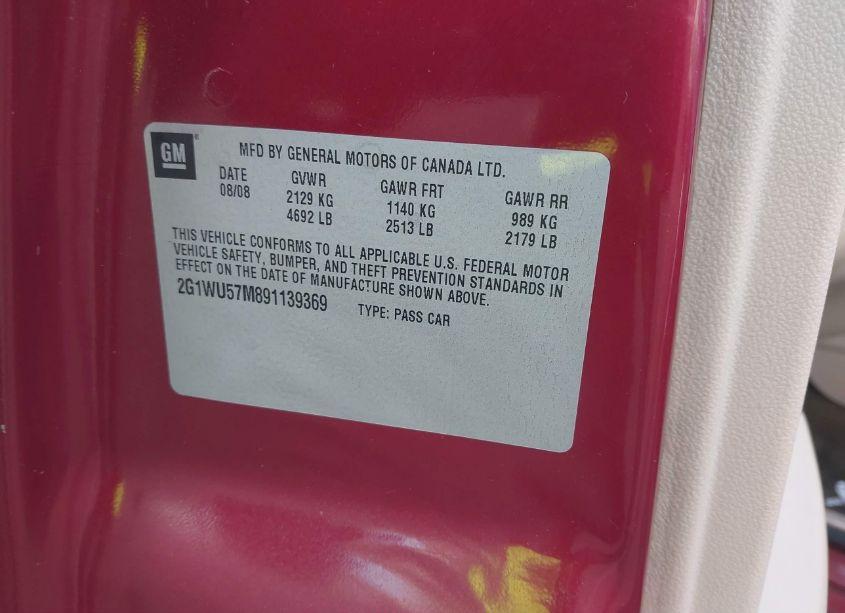 GM
MFD BY GENERAL MOTORS OF CANADA LTD.
DATE GVWR GAWR FRT GAWR RR
08/08 2129 KG 1140 KG 989 KG
4692 LB 2513 LB 2179 LB
THIS VEHICLE CONFORMS TO ALL APPLICABLE U.S. FEDERAL MOTOR
VEHICLE SAFETY, BUMPER, AND THEFT PREVENTION STANDARDS IN
EFFECT ON THE DATE OF MANUFACTURE SHOWN ABOVE.
2G1WU57M891139369 TYPE: PASS CAR